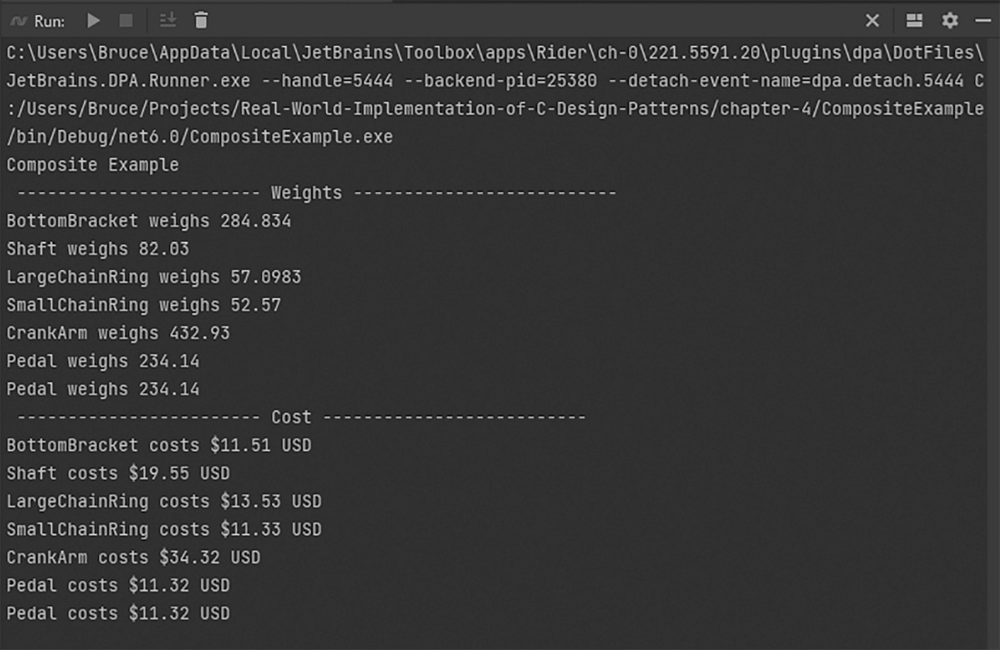 Run:
C:\Users\Bruce\AppData\Local\JetBrains\Toolbox\apps\Rider\ch-0\221.5591.20\plugins\dpa\DotFiles\
JetBrains.DPA.Runner.exe --handle=5444 --backend-pid=25380 --detach-event-name=dpa.detach.5444 C
:/Users/Bruce/Projects/Real-World-Implementation-of-C-Design-Patterns/chapter-4/CompositeExample
/bin/Debug/net6.0/CompositeExample.exe
Composite Example
 ------------------------ Weights --------------------------
BottomBracket weighs 284.834
Shaft weighs 82.03
LargeChainRing weighs 57.0983
SmallChainRing weighs 52.57
CrankArm weighs 432.93
Pedal weighs 234.14
Pedal weighs 234.14
 ------------------------ Cost --------------------------
BottomBracket costs $11.51 USD
Shaft costs $19.55 USD
LargeChainRing costs $13.53 USD
SmallChainRing costs $11.33 USD
CrankArm costs $34.32 USD
Pedal costs $11.32 USD
Pedal costs $11.32 USD